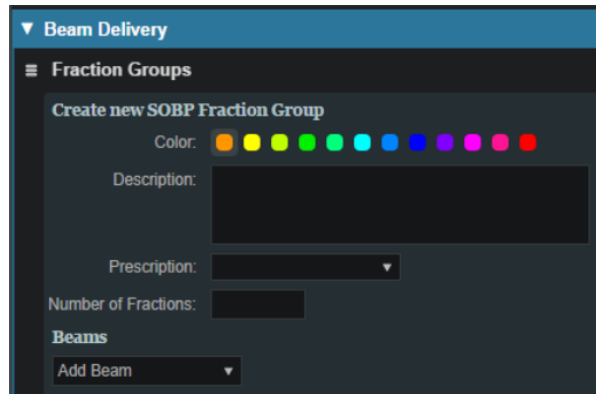 Beam Delivery
Fraction Groups
Create new SOBP Fraction Group
Color:
Description:
Prescription:
Number of Fractions:
Beams
Add Beam